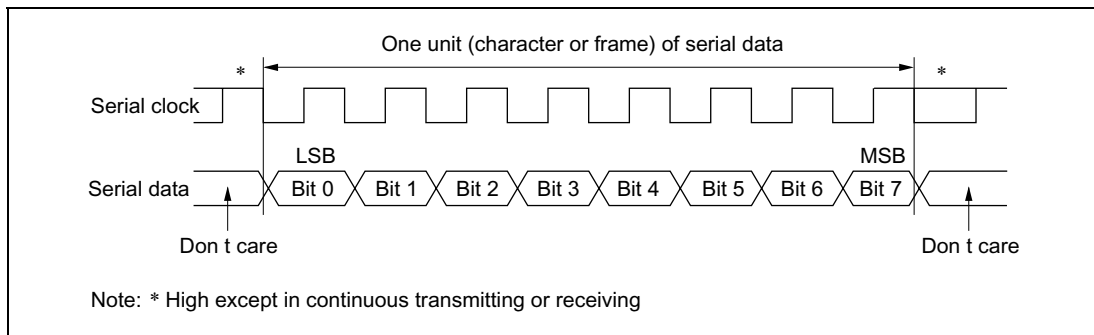 One unit (character or frame) of serial data
* *
Serial clock
LSB MSB
Serial data Bit 0 Bit 1 Bit 2 Bit 3 Bit 4 Bit 5 Bit 6 Bit 7
Don t care Don t care
Note: * High except in continuous transmitting or receiving